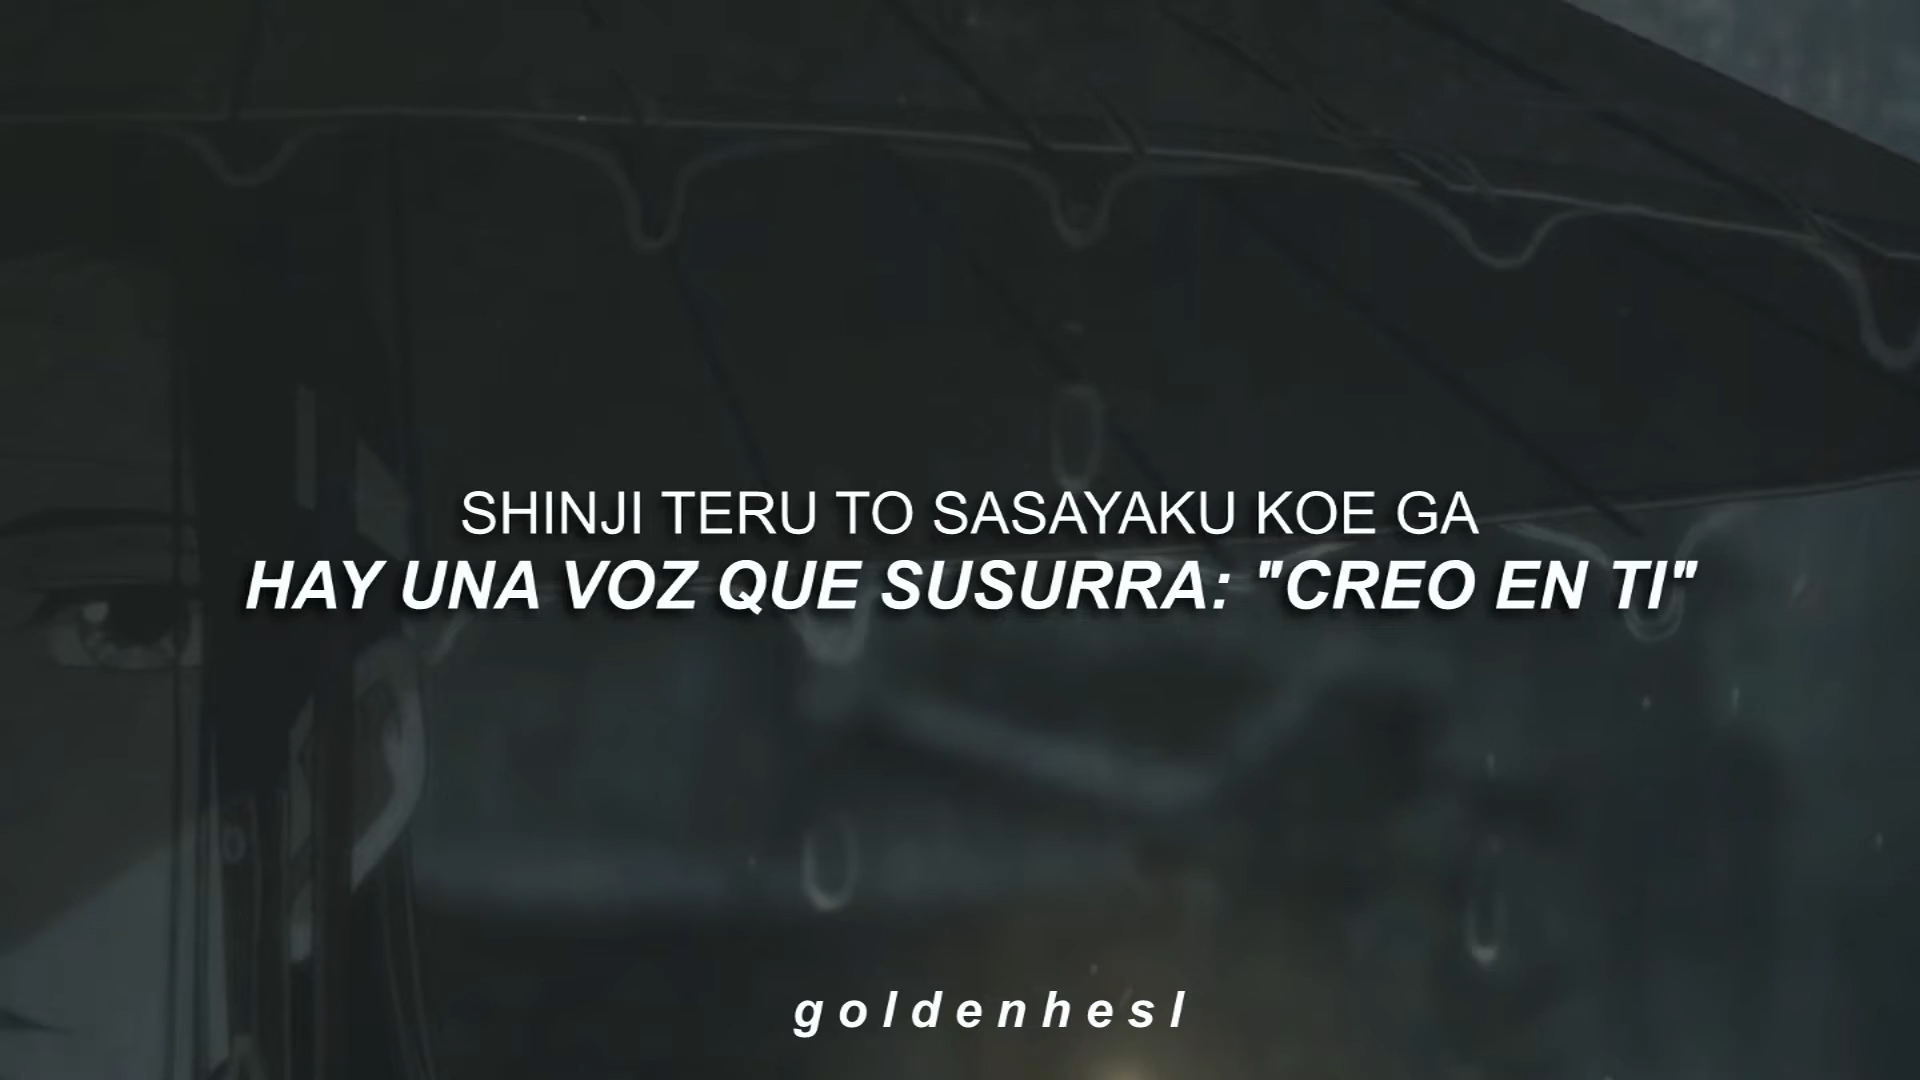 SHINJI TERU TO SASAYAKU KOE GA
HAY UNA VOZ QUE SUSURRA: "CREO EN TI"
goldenhesl